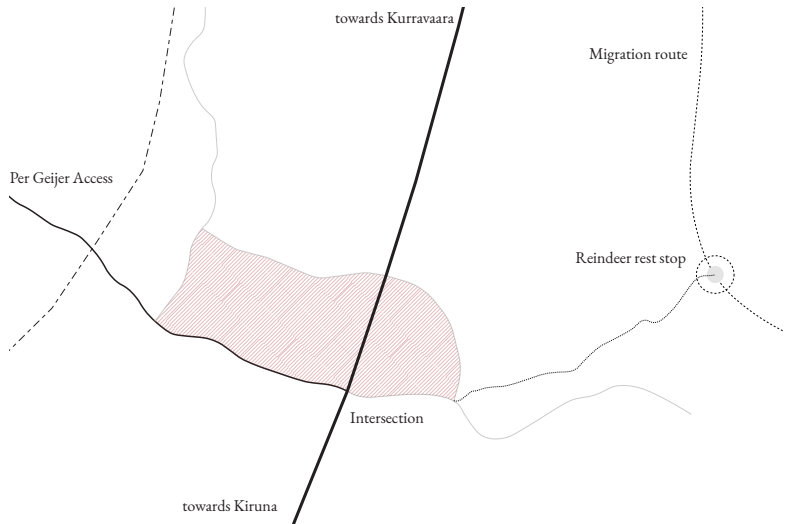 towards Kurravaara
Migration route
Per Geijer Access
Reindeer rest stop
Intersection
towards Kiruna